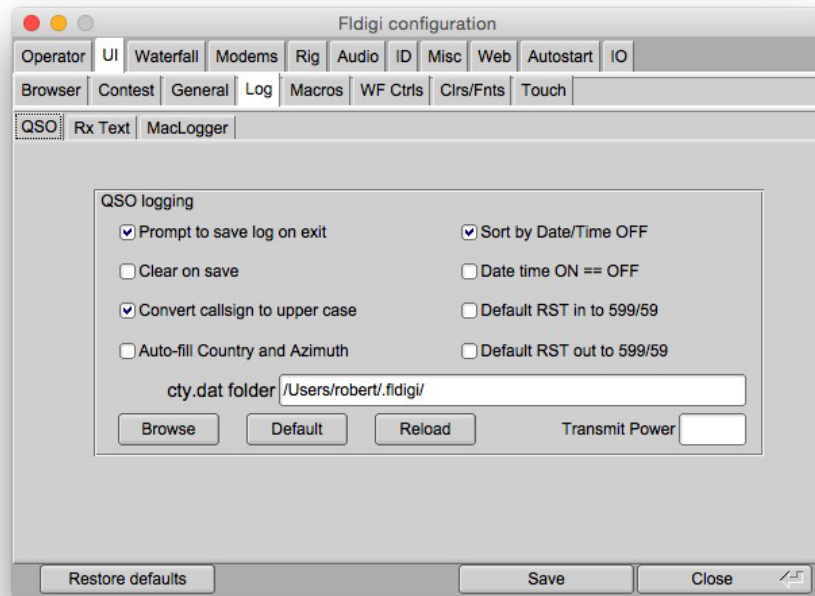 Fldigi configuration
Operator UI Waterfall Modems Rig Audio ID Misc Web Autostart IO
Browser Contest General Log Macros WF Ctrls Clrs/Fnts Touch
QSO Rx Text MacLogger
QSO logging
Prompt to save log on exit Sort by Date/Time OFF
Clear on save Date time ON == OFF
Convert callsign to upper case Default RST in to 599/59
Auto-fill Country and Azimuth Default RST out to 599/59
cty.dat folder /Users/robert/.fldigi/
Browse Default Reload Transmit Power
Restore defaults Save Close